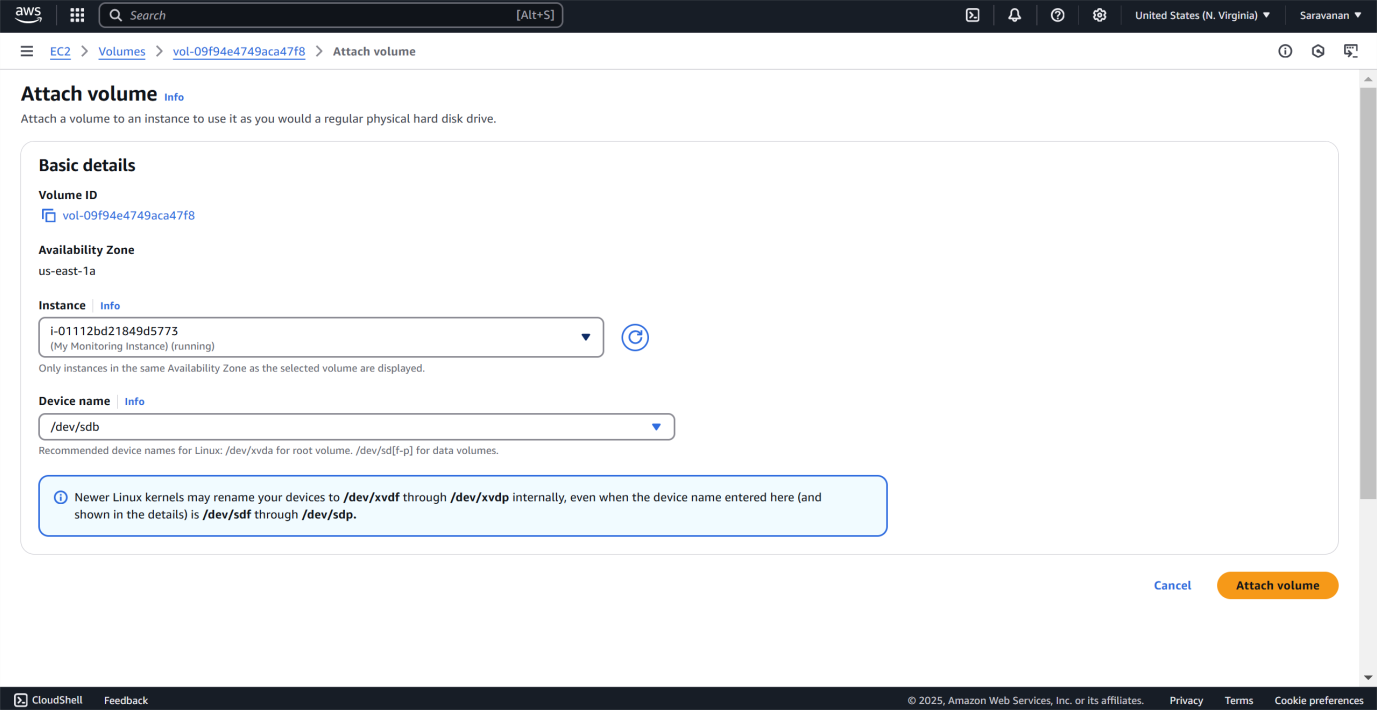 aws
Search [Alt+S]
United States (N. Virginia)
Saravanan
EC2 > Volumes > vol-09f94e4749aca47f8 > Attach volume
Attach volume Info
Attach a volume to an instance to use it as you would a regular physical hard disk drive.
Basic details
Volume ID
vol-09f94e4749aca47f8
Availability Zone
us-east-1a
Instance Info
i-01112bd21849d5773
(My Monitoring Instance) (running)
Only instances in the same Availability Zone as the selected volume are displayed.
Device name Info
/dev/sdb
Recommended device names for Linux: /dev/xvda for root volume. /dev/sd[f-p] for data volumes.
Newer Linux kernels may rename your devices to /dev/xvdf through /dev/xvdp internally, even when the device name entered here (and
shown in the details) is /dev/sdf through /dev/sdp.
Cancel
Attach volume
CloudShell Feedback
© 2025, Amazon Web Services, Inc. or its affiliates. Privacy Terms Cookie preferences